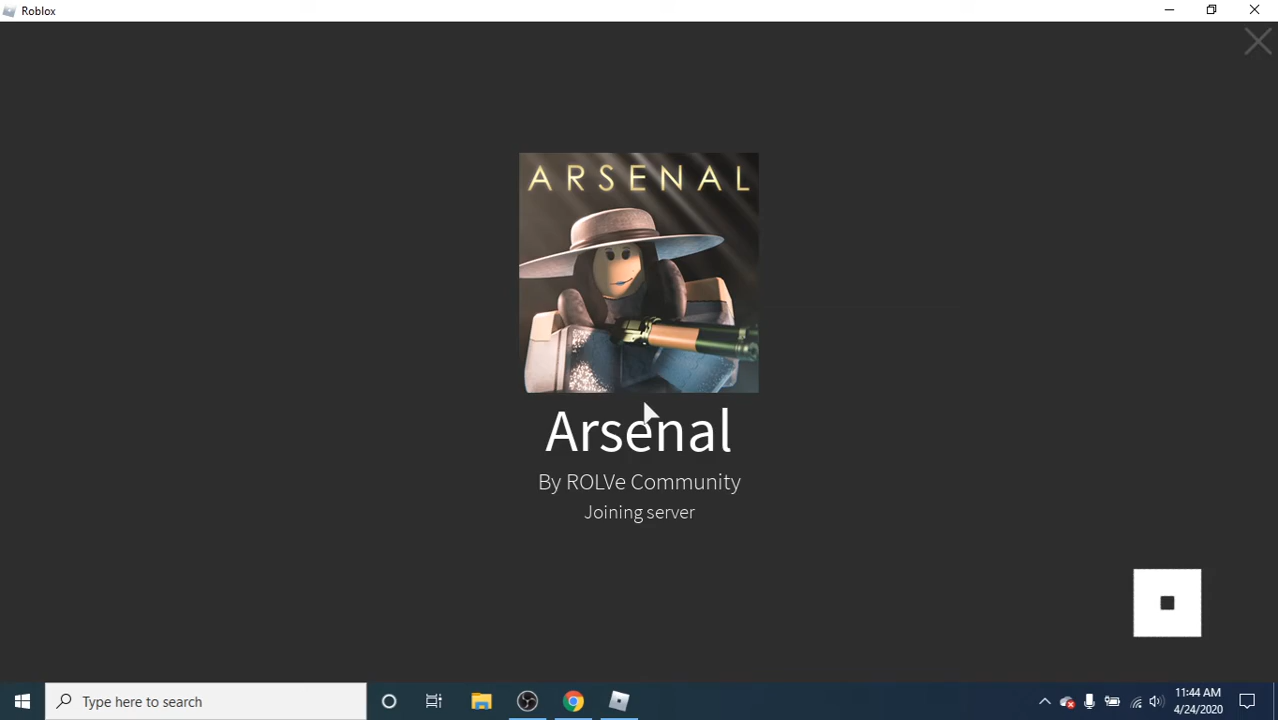 Roblox
ARSENAL
Arsenal
By ROLVe Community
Joining server
Type here to search
11:44 AM
4/24/2020